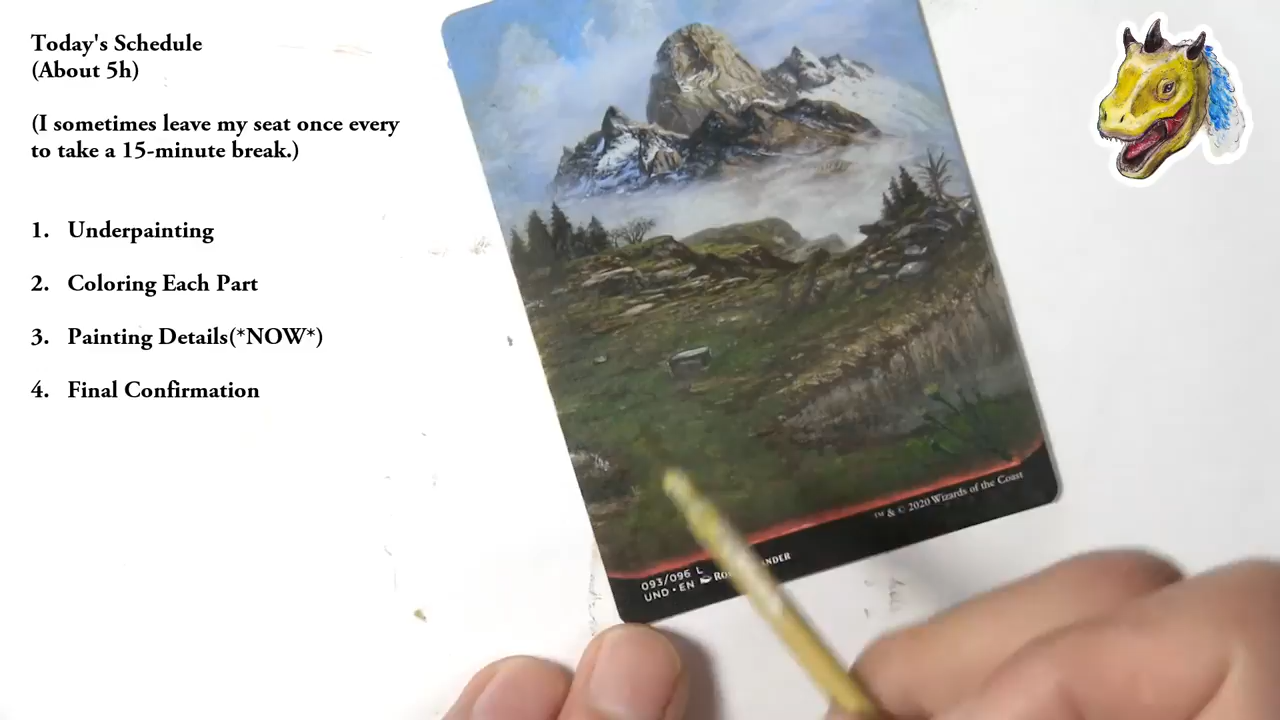 Today's Schedule
(About 5h)
(I sometimes leave my seat once every
to take a 15-minute break.)
1. Underpainting
2. Coloring Each Part
3. Painting Details(*NOW*)
4. Final Confirmation
™ & © 2020 Wizards of the Coast
093/096 L
UND • EN